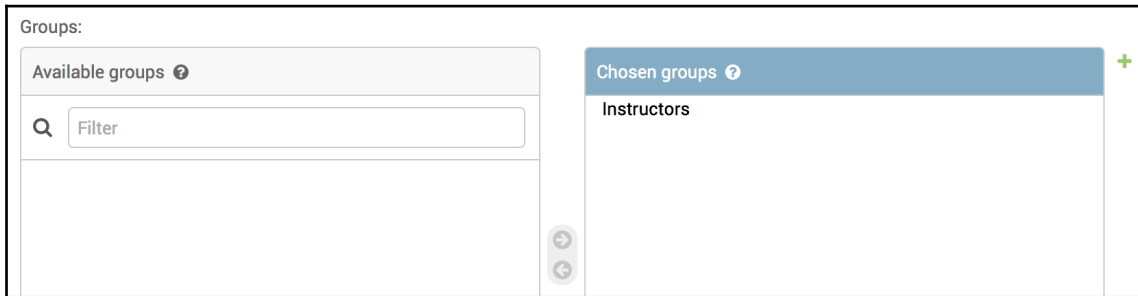 Groups:
Available groups ?
Filter
Chosen groups ?
Instructors